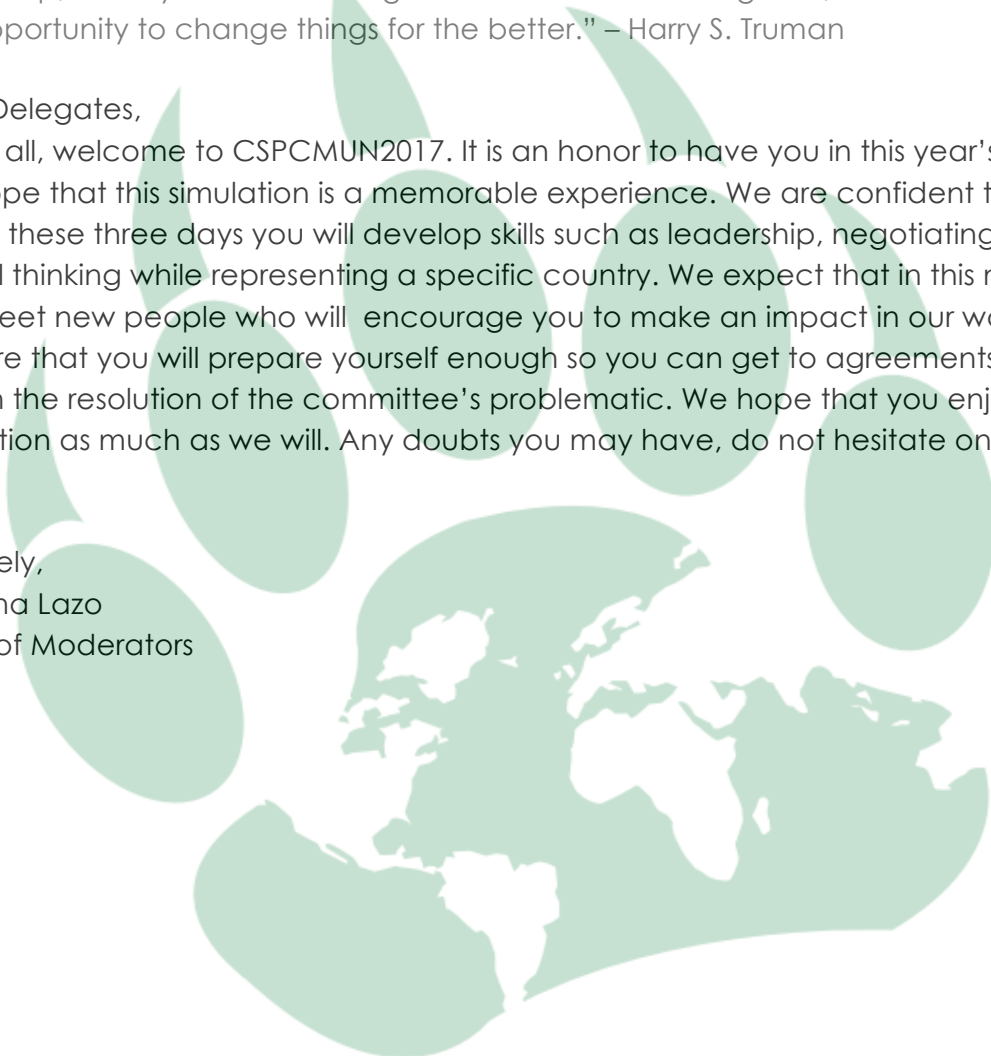 pportunity to change things for the better.” – Harry S. Truman
Delegates,
all, welcome to CSPCMUN2017. It is an honor to have you in this year’s
pe that this simulation is a memorable experience. We are confident t
these three days you will develop skills such as leadership, negotiating
l thinking while representing a specific country. We expect that in this
eet new people who will encourage you to make an impact in our wo
re that you will prepare yourself enough so you can get to agreements
the resolution of the committee’s problematic. We hope that you enj
tion as much as we will. Any doubts you may have, do not hesitate on
ely,
na Lazo
of Moderators